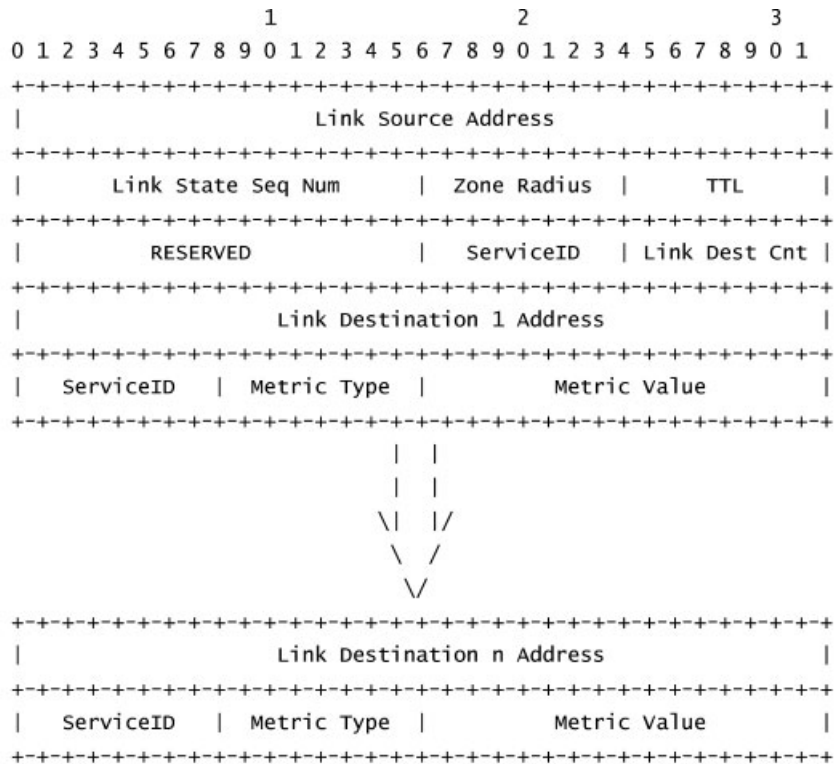 1                   2                   3
0 1 2 3 4 5 6 7 8 9 0 1 2 3 4 5 6 7 8 9 0 1 2 3 4 5 6 7 8 9 0 1
+-+-+-+-+-+-+-+-+-+-+-+-+-+-+-+-+-+-+-+-+-+-+-+-+-+-+-+-+-+-+-+-+
|                       Link Source Address                     |
+-+-+-+-+-+-+-+-+-+-+-+-+-+-+-+-+-+-+-+-+-+-+-+-+-+-+-+-+-+-+-+-+
|       Link State Seq Num      |  Zone Radius  |      TTL      |
+-+-+-+-+-+-+-+-+-+-+-+-+-+-+-+-+-+-+-+-+-+-+-+-+-+-+-+-+-+-+-+-+
|          RESERVED             |   ServiceID   | Link Dest Cnt |
+-+-+-+-+-+-+-+-+-+-+-+-+-+-+-+-+-+-+-+-+-+-+-+-+-+-+-+-+-+-+-+-+
|                    Link Destination 1 Address                 |
+-+-+-+-+-+-+-+-+-+-+-+-+-+-+-+-+-+-+-+-+-+-+-+-+-+-+-+-+-+-+-+-+
|   ServiceID   |  Metric Type  |          Metric Value         |
+-+-+-+-+-+-+-+-+-+-+-+-+-+-+-+-+-+-+-+-+-+-+-+-+-+-+-+-+-+-+-+-+
                              |  |
                              |  |
                             \|  |/
                              \  /
                               \/
+-+-+-+-+-+-+-+-+-+-+-+-+-+-+-+-+-+-+-+-+-+-+-+-+-+-+-+-+-+-+-+-+
|                    Link Destination n Address                 |
+-+-+-+-+-+-+-+-+-+-+-+-+-+-+-+-+-+-+-+-+-+-+-+-+-+-+-+-+-+-+-+-+
|   ServiceID   |  Metric Type  |          Metric Value         |
+-+-+-+-+-+-+-+-+-+-+-+-+-+-+-+-+-+-+-+-+-+-+-+-+-+-+-+-+-+-+-+-+